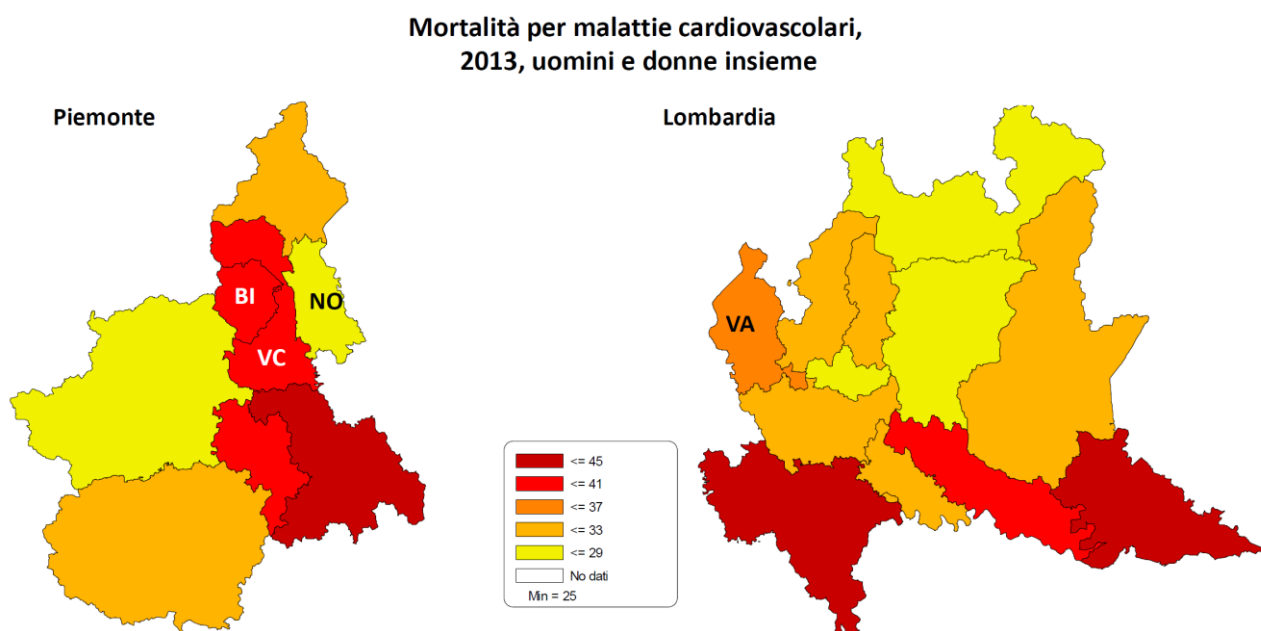 Mortalità per malattie cardiovascolari,
2013, uomini e donne insieme
Piemonte
Lombardia
BI
NO
VC
VA
<= 45
<= 41
<= 37
<= 33
<= 29
No dati
Min = 25